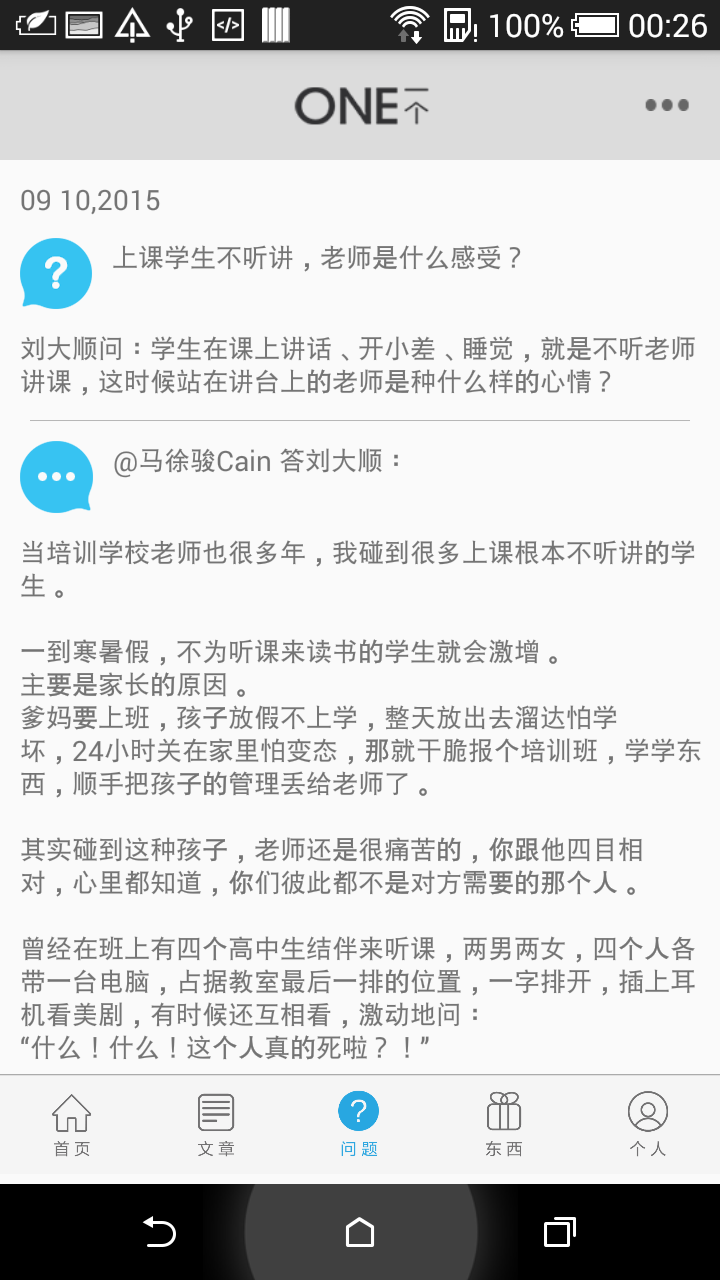 100% 00:26
ONE一个
09 10,2015
上课学生不听讲，老师是什么感受？
刘大顺问：学生在课上讲话、开小差、睡觉，就是不听老师
讲课，这时候站在讲台上的老师是种什么样的心情？
@马徐骏Cain 答刘大顺：
当培训学校老师也很多年，我碰到很多上课根本不听讲的学
生。
一到寒暑假，不为听课来读书的学生就会激增。
主要是家长的原因。
爹妈要上班，孩子放假不上学，整天放出去溜达怕学
坏，24小时关在家里怕变态，那就干脆报个培训班，学学东
西，顺手把孩子的管理丢给老师了。
其实碰到这种孩子，老师还是很痛苦的，你跟他四目相
对，心里都知道，你们彼此都不是对方需要的那个人。
曾经在班上有四个高中生结伴来听课，两男两女，四个人各
带一台电脑，占据教室最后一排的位置，一字排开，插上耳
机看美剧，有时候还互相看，激动地问：
“什么！什么！这个人真的死啦？！”
首页 文章 问题 东西 个人